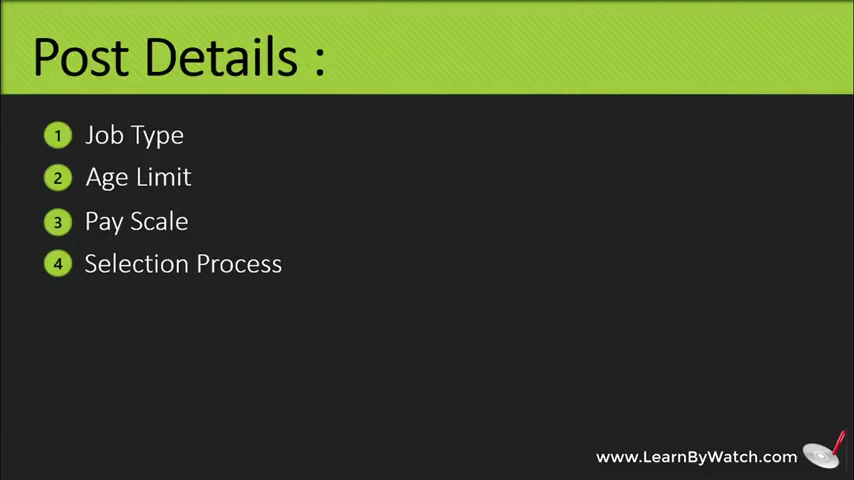 Post Details :
1 Job Type
2 Age Limit
3 Pay Scale
4 Selection Process
www.LearnByWatch.com